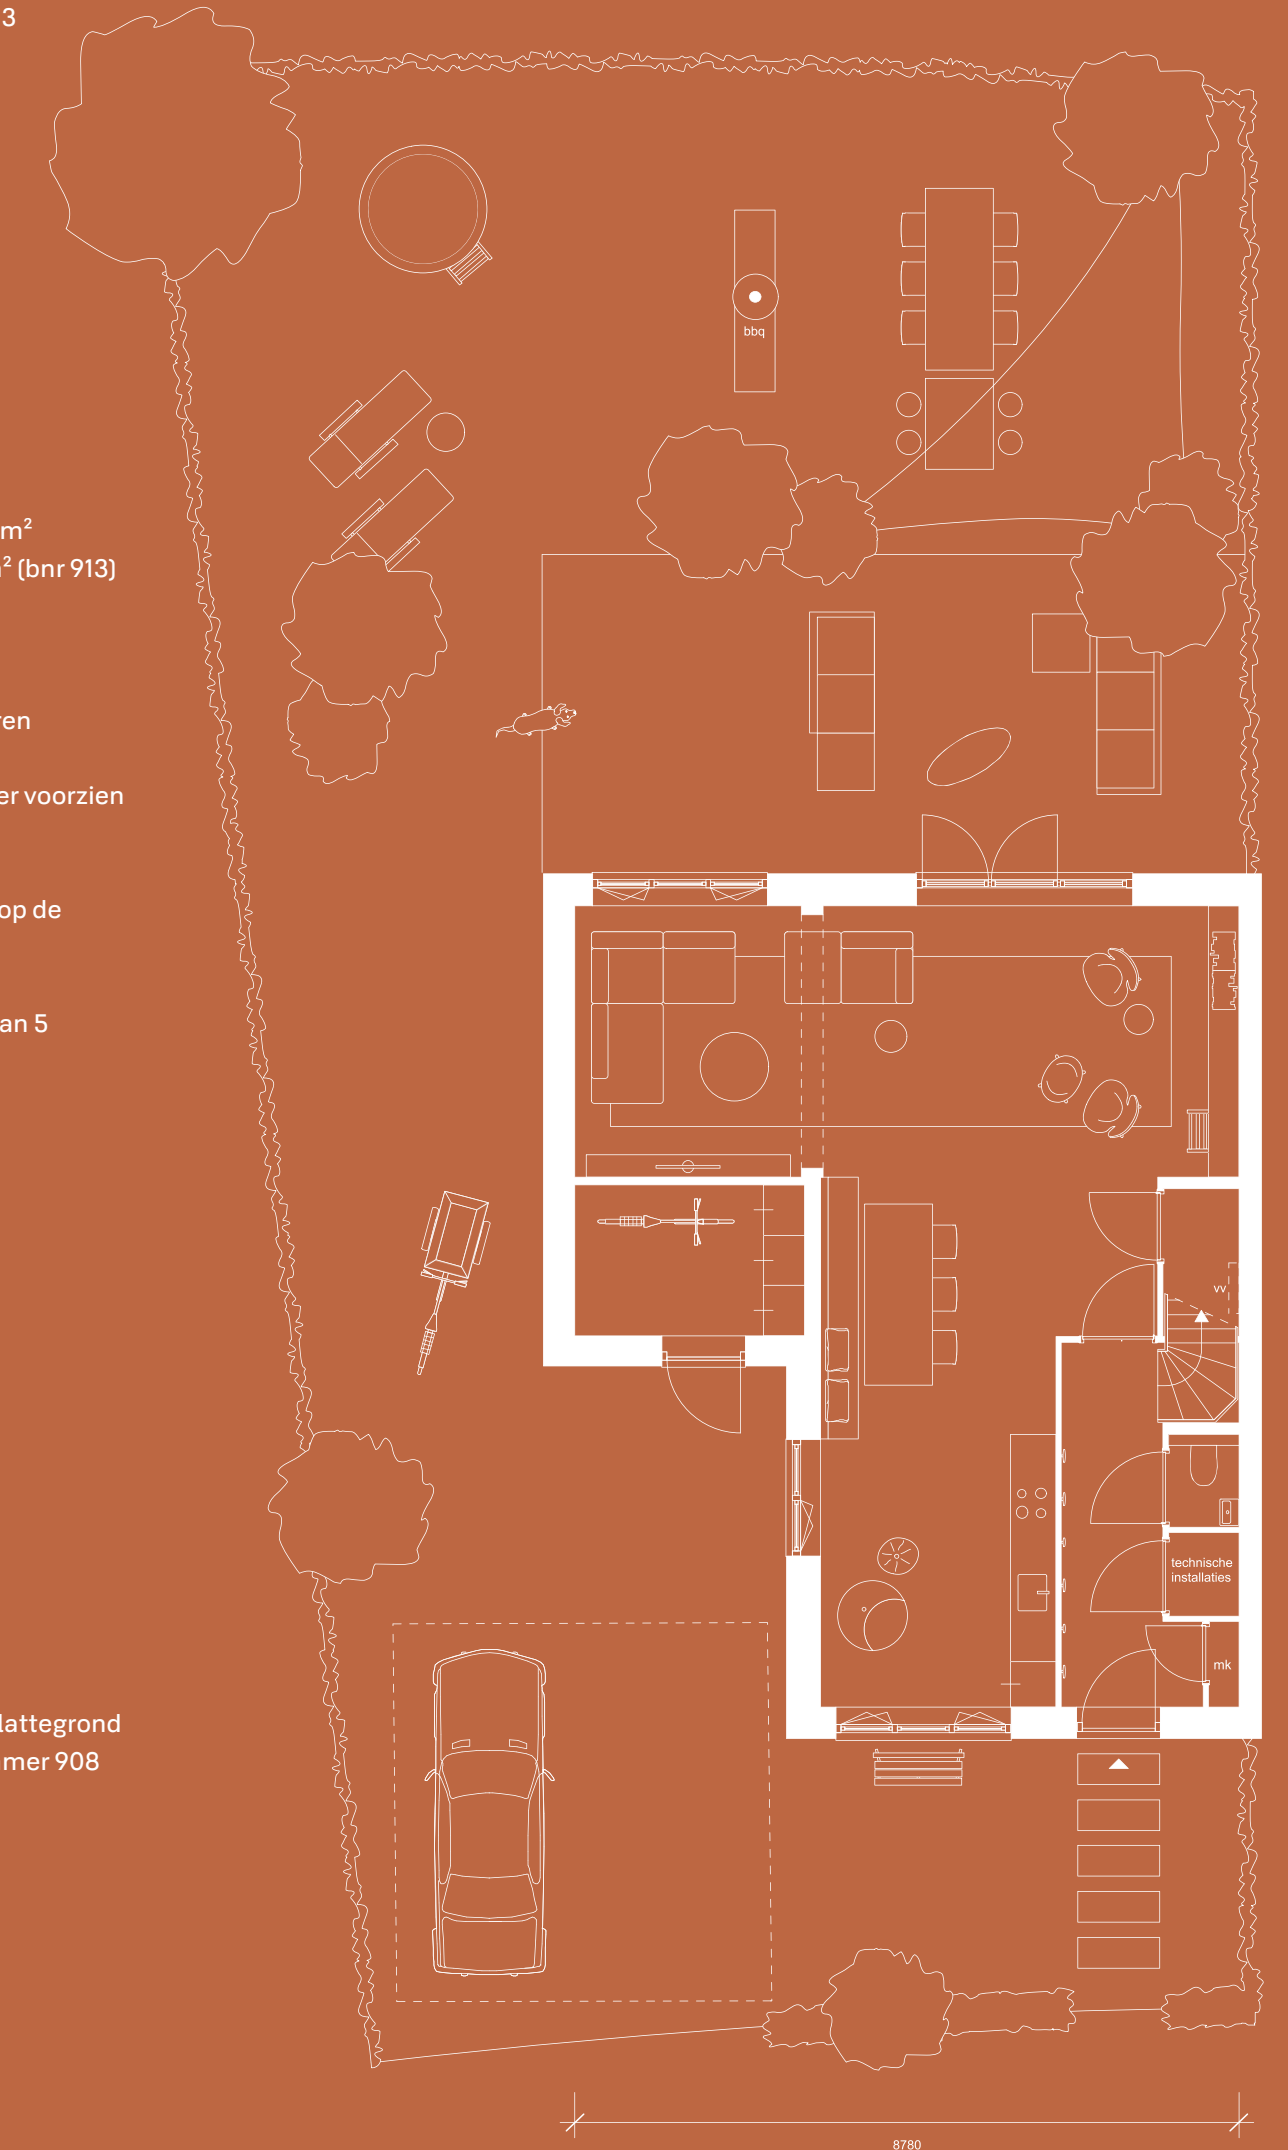 3
m²
² (bnr 913)
en
er voorzien
op de
an 5
lattegrond
mer 908
bbq
vv
technische
installaties
mk
8780